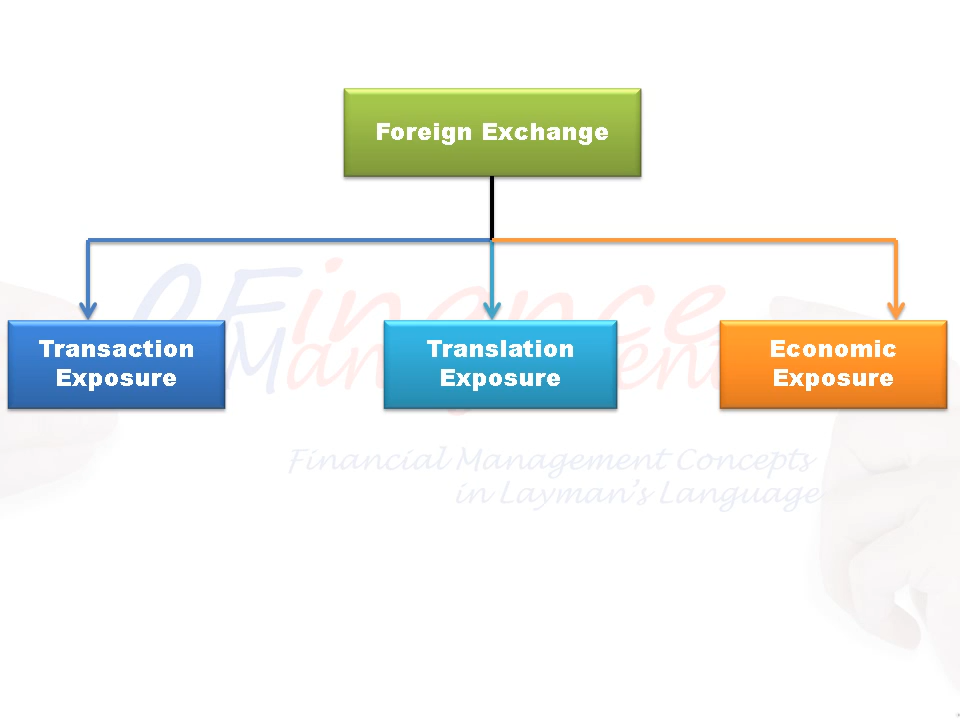 Foreign Exchange
Transaction
Exposure
Translation
Exposure
Economic
Exposure
Financial Management Concepts
in Layman's Language